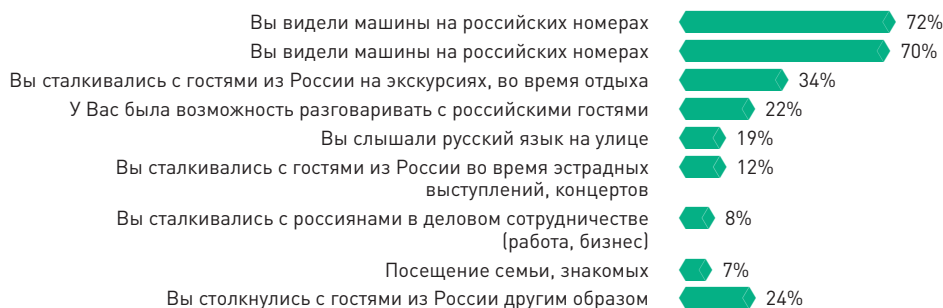 Вы видели машины на российских номерах 72%
Вы видели машины на российских номерах 70%
Вы сталкивались с гостями из России на экскурсиях, во время отдыха 34%
У Вас была возможность разговаривать с российскими гостями 22%
Вы слышали русский язык на улице 19%
Вы сталкивались с гостями из России во время эстрадных
выступлений, концертов 12%
Вы сталкивались с россиянами в деловом сотрудничестве
(работа, бизнес) 8%
Посещение семьи, знакомых 7%
Вы столкнулись с гостями из России другим образом 24%